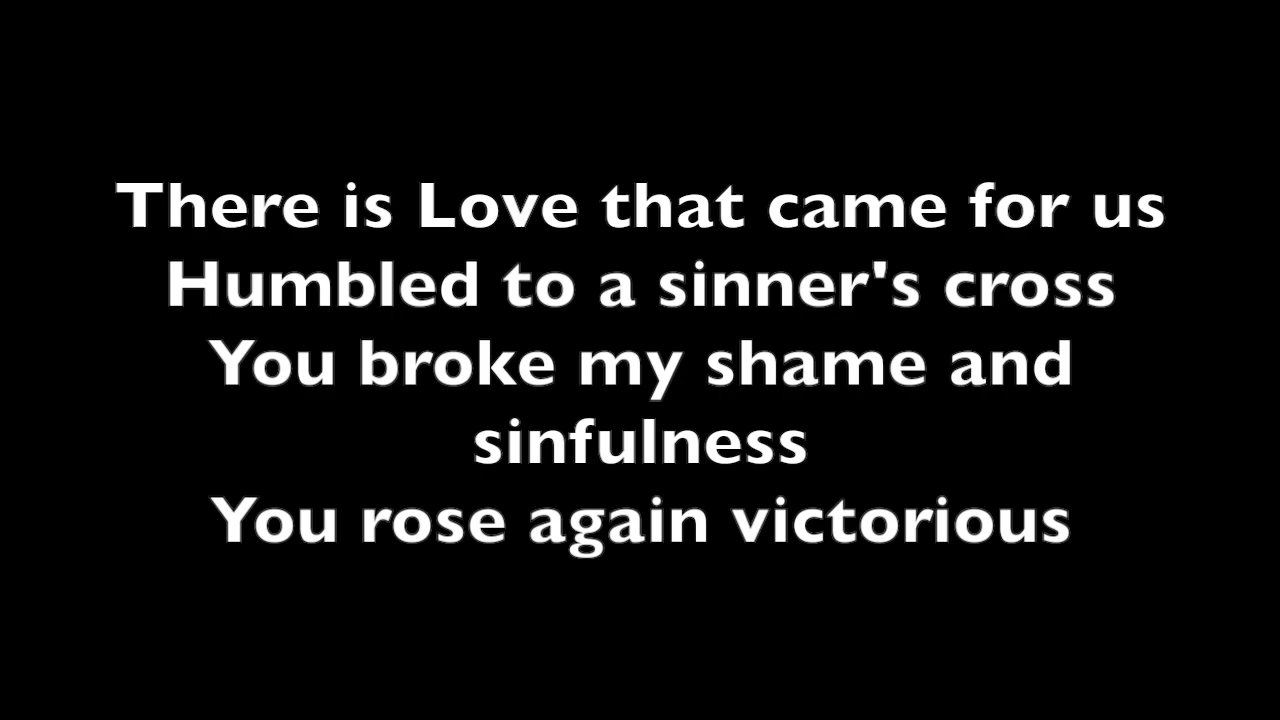 There is Love that came for us
Humbled to a sinner's cross
You broke my shame and
sinfulness
You rose again victorious